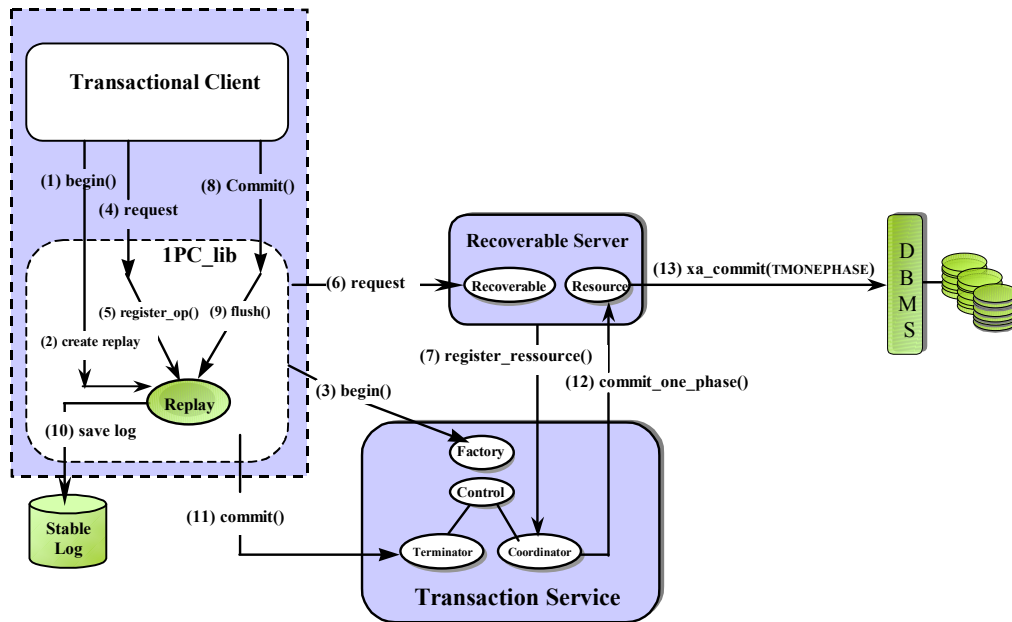 Transactional Client
(1) begin()
(8) Commit()
(4) request
1PC_lib
(5) register_op()
(9) flush()
(2) create replay
Replay
(10) save log
Stable
Log
(6) request
(3) begin()
(11) commit()
Recoverable Server
Recoverable
Resource
(7) register_ressource()
(12) commit_one_phase()
(13) xa_commit(TMONEPHASE)
D
B
M
S
Factory
Control
Terminator
Coordinator
Transaction Service